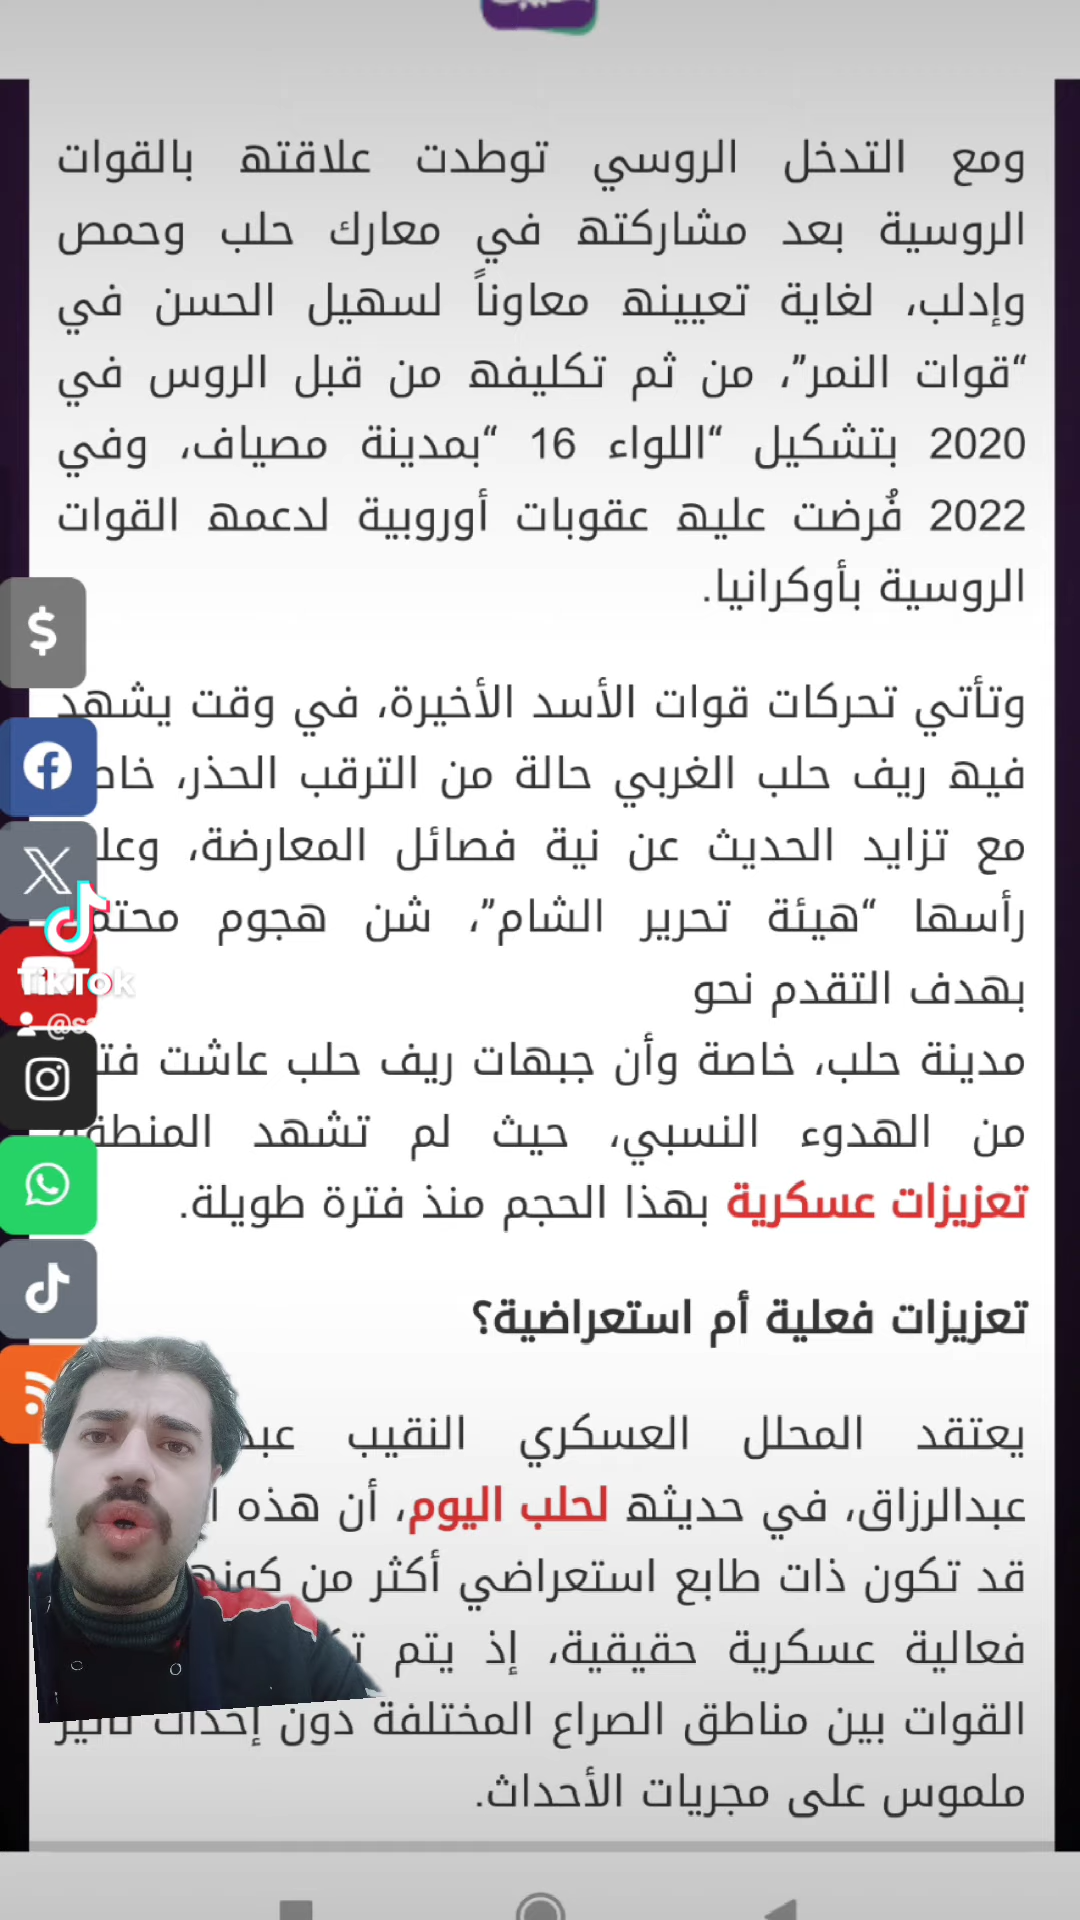 ومع التدخل الروسي توطدت علاقته بالقوات
الروسية بعد مشاركته في معارك حلب وحمص
وإدلب، لغاية تعيينه معاوناً لسهيل الحسن في
“قوات النمر”، من ثم تكليفه من قبل الروس في
2020 بتشكيل “اللواء 16 “بمدينة مصياف، وفي
2022 فُرضت عليه عقوبات أوروبية لدعمه القوات
الروسية بأوكرانيا.
وتأتي تحركات قوات الأسد الأخيرة، في وقت يشهد
فيه ريف حلب الغربي حالة من الترقب الحذر،
مع تزايد الحديث عن نية فصائل المعارضة،
رأسها “هيئة تحرير الشام”، شن هجوم
بهدف التقدم نحو
مدينة حلب، خاصة وأن جبهات ريف حلب عاشت
من الهدوء النسبي، حيث لم تشهد المنطقة
تعزيزات عسكرية بهذا الحجم منذ فترة طويلة.
تعزيزات فعلية أم استعراضية؟
يعتقد المحلل العسكري النقيب
عبدالرزاق، في حديثه لحلب اليوم، أن هذه
قد تكون ذات طابع استعراضي أكثر من كونها
فعالية عسكرية حقيقية، إذ يتم
القوات بين مناطق الصراع المختلفة دون إحداث تأثير
ملموس على مجريات الأحداث.
TikTok